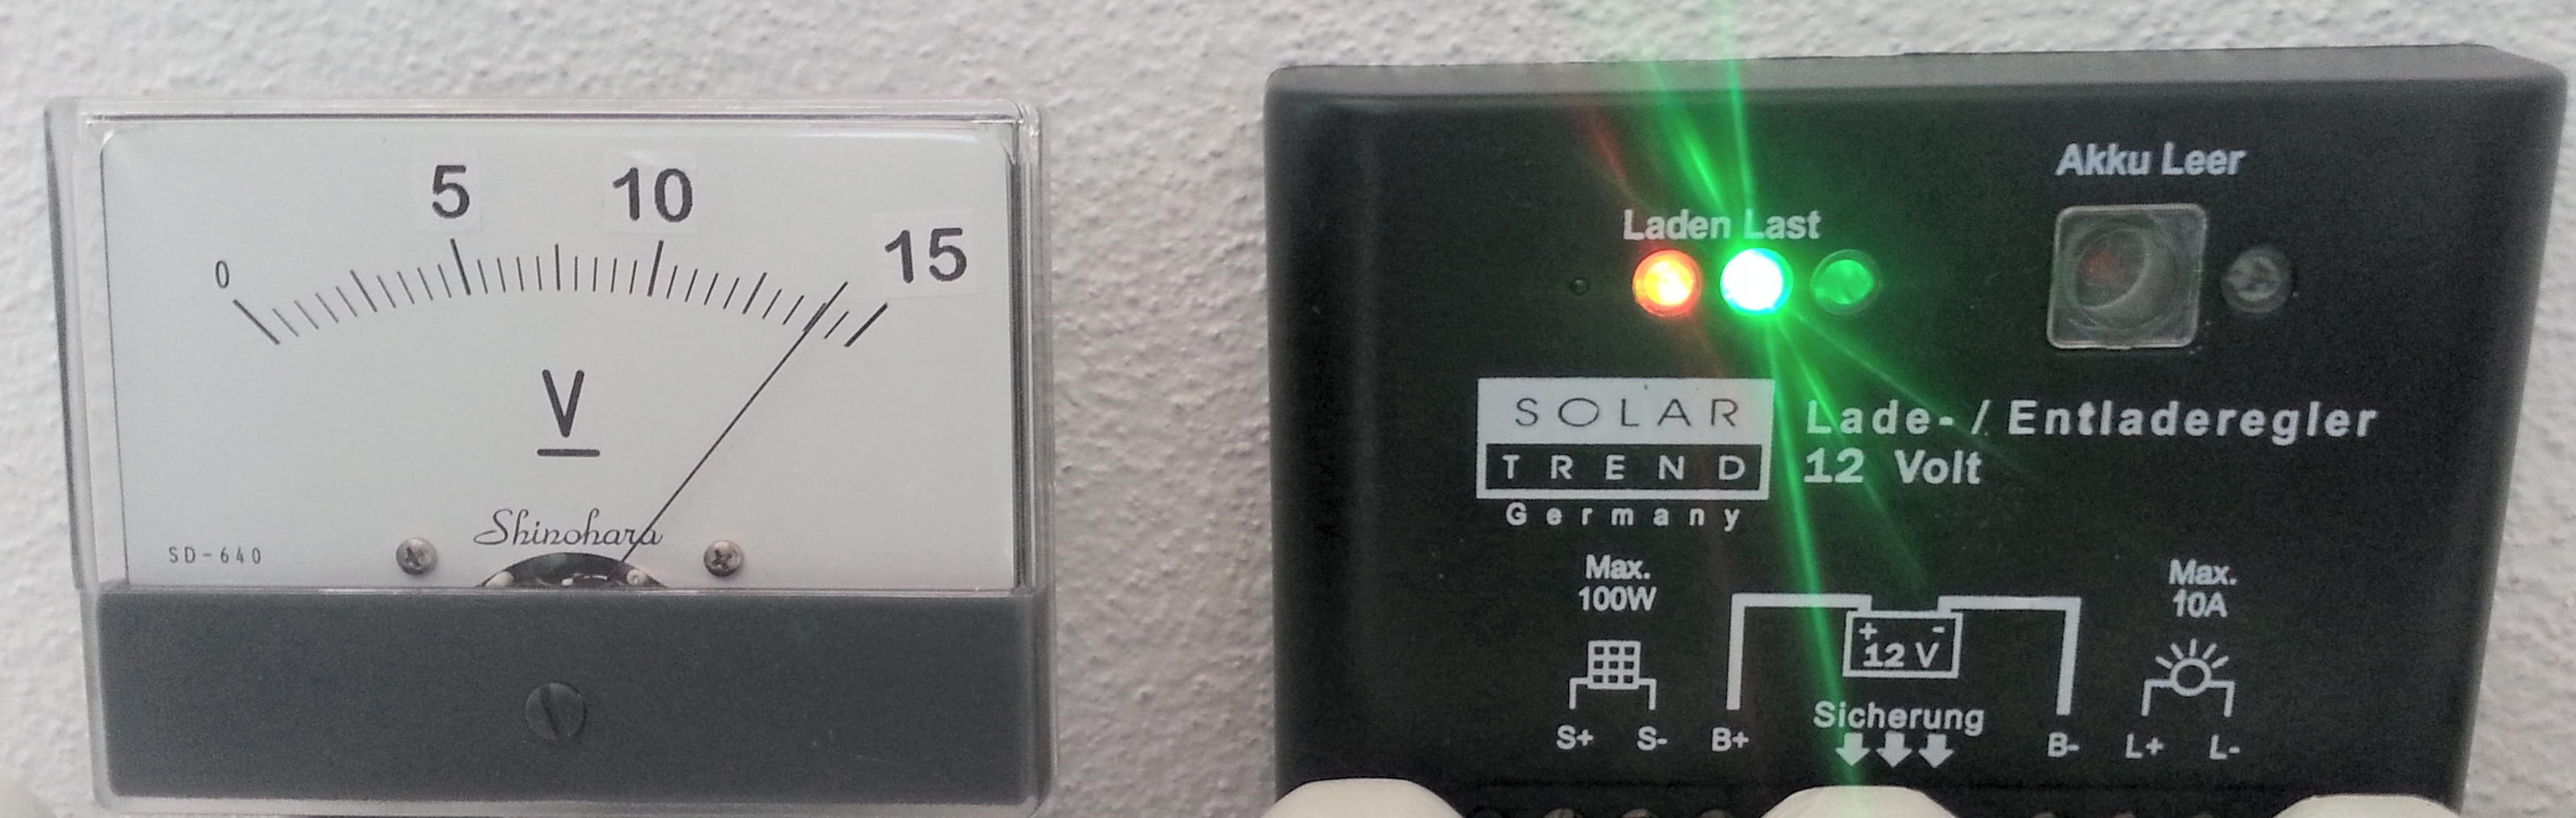 0 5 10 15
V
Shinohara
SD-640
Akku Leer
Laden Last
SOLAR
TREND
Germany
Lade- / Entladeregler
12 Volt
Max.
100W
Max.
10A
+ -
12 V
Sicherung
S+ S- B+ B- L+ L-